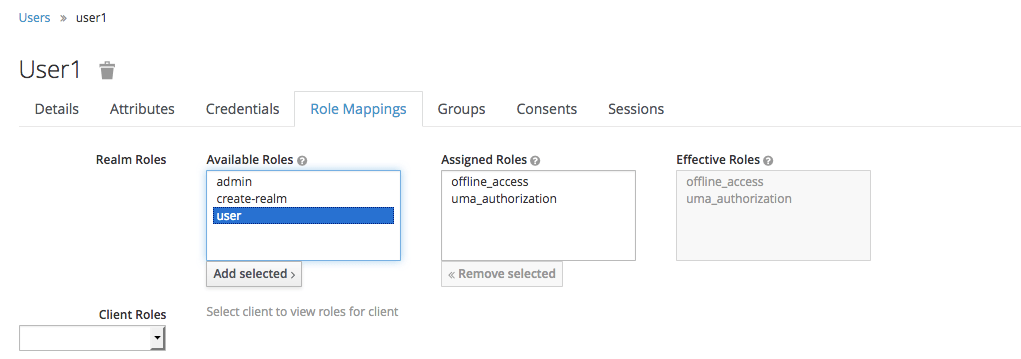 Users » user1
User1
Details Attributes Credentials Role Mappings Groups Consents Sessions
Realm Roles Available Roles ? Assigned Roles ? Effective Roles ?
admin offline_access offline_access
create-realm uma_authorization uma_authorization
user
Add selected › « Remove selected
Client Roles Select client to view roles for client